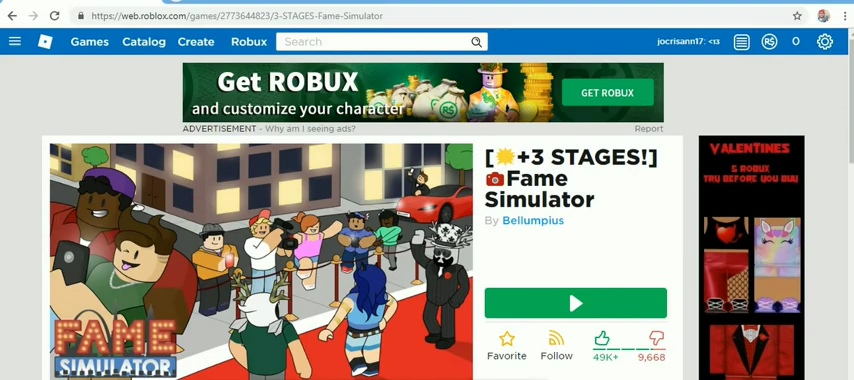 https://web.roblox.com/games/2773644823/3-STAGES-Fame-Simulator
Games Catalog Create Robux Search jocrisann17: <13 R$ 0
Get ROBUX
and customize your character
GET ROBUX
ADVERTISEMENT - Why am I seeing ads? Report
[+3 STAGES!]
Fame
Simulator
By Bellumpius
FAME
SIMULATOR
Favorite Follow 49K+ 9,668
VALENTINES
5 ROBUX
TRY BEFORE YOU BUY